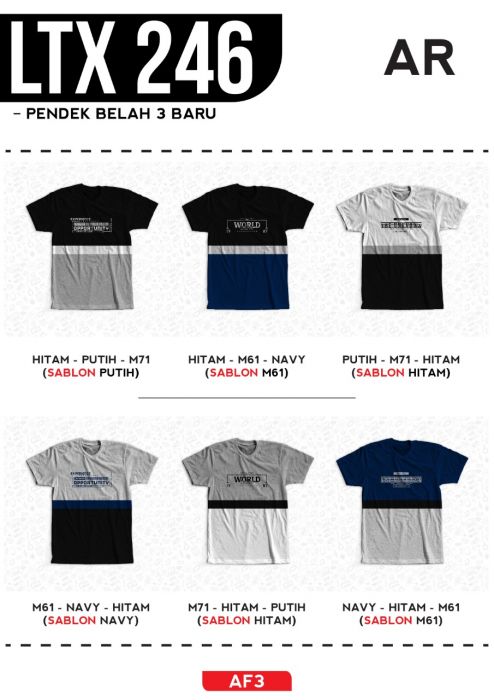 LTX 246
AR
- PENDEK BELAH 3 BARU
OPPORTUNITY
WORLD
HITAM - PUTIH - M71
(SABLON PUTIH)
HITAM - M61 - NAVY
(SABLON M61)
PUTIH - M71 - HITAM
(SABLON HITAM)
OPPORTUNITY
WORLD
M61 - NAVY - HITAM
(SABLON NAVY)
M71 - HITAM - PUTIH
(SABLON HITAM)
NAVY - HITAM - M61
(SABLON M61)
AF3